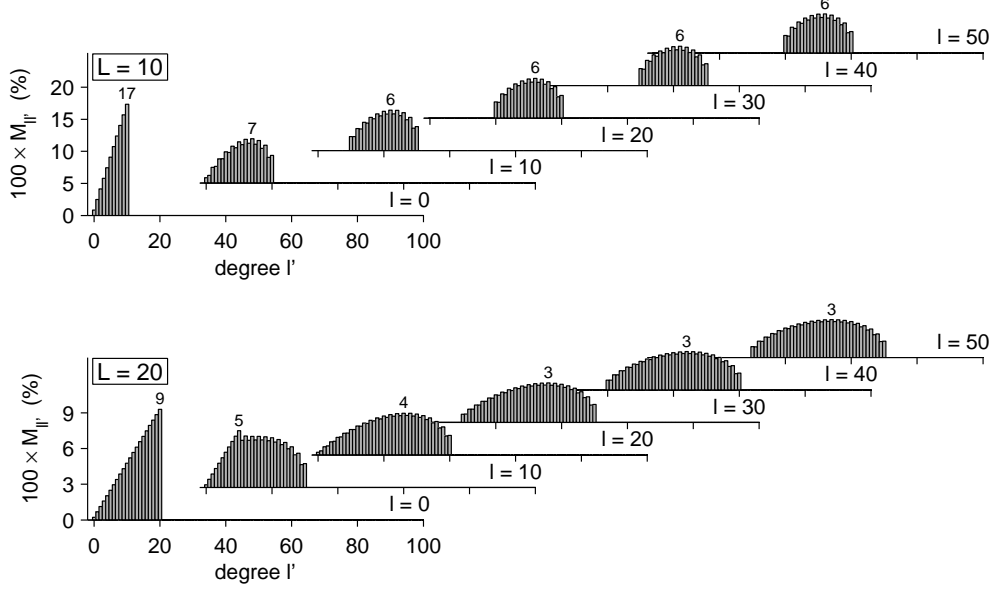 6
l = 50
6
L = 10
l = 40
6
20
17
6
l = 30
15
7
l = 20
10
l = 10
5
l = 0
0
100 × M_ll' (%)
0 20 40 60 80 100
degree l'
3
l = 50
3
L = 20
l = 40
3
9
4
l = 30
9
5
l = 20
6
l = 10
3
l = 0
0
100 × M_ll' (%)
0 20 40 60 80 100
degree l'